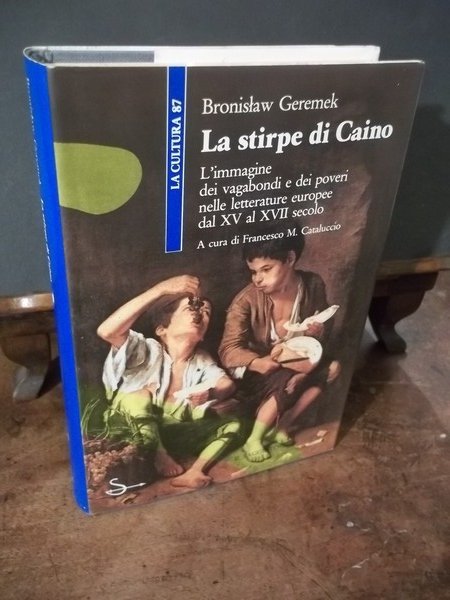 LA CULTURA 87
Bronisław Geremek
La stirpe di Caino
L'immagine
dei vagabondi e dei poveri
nelle letterature europee
dal XV al XVII secolo
A cura di Francesco M. Cataluccio